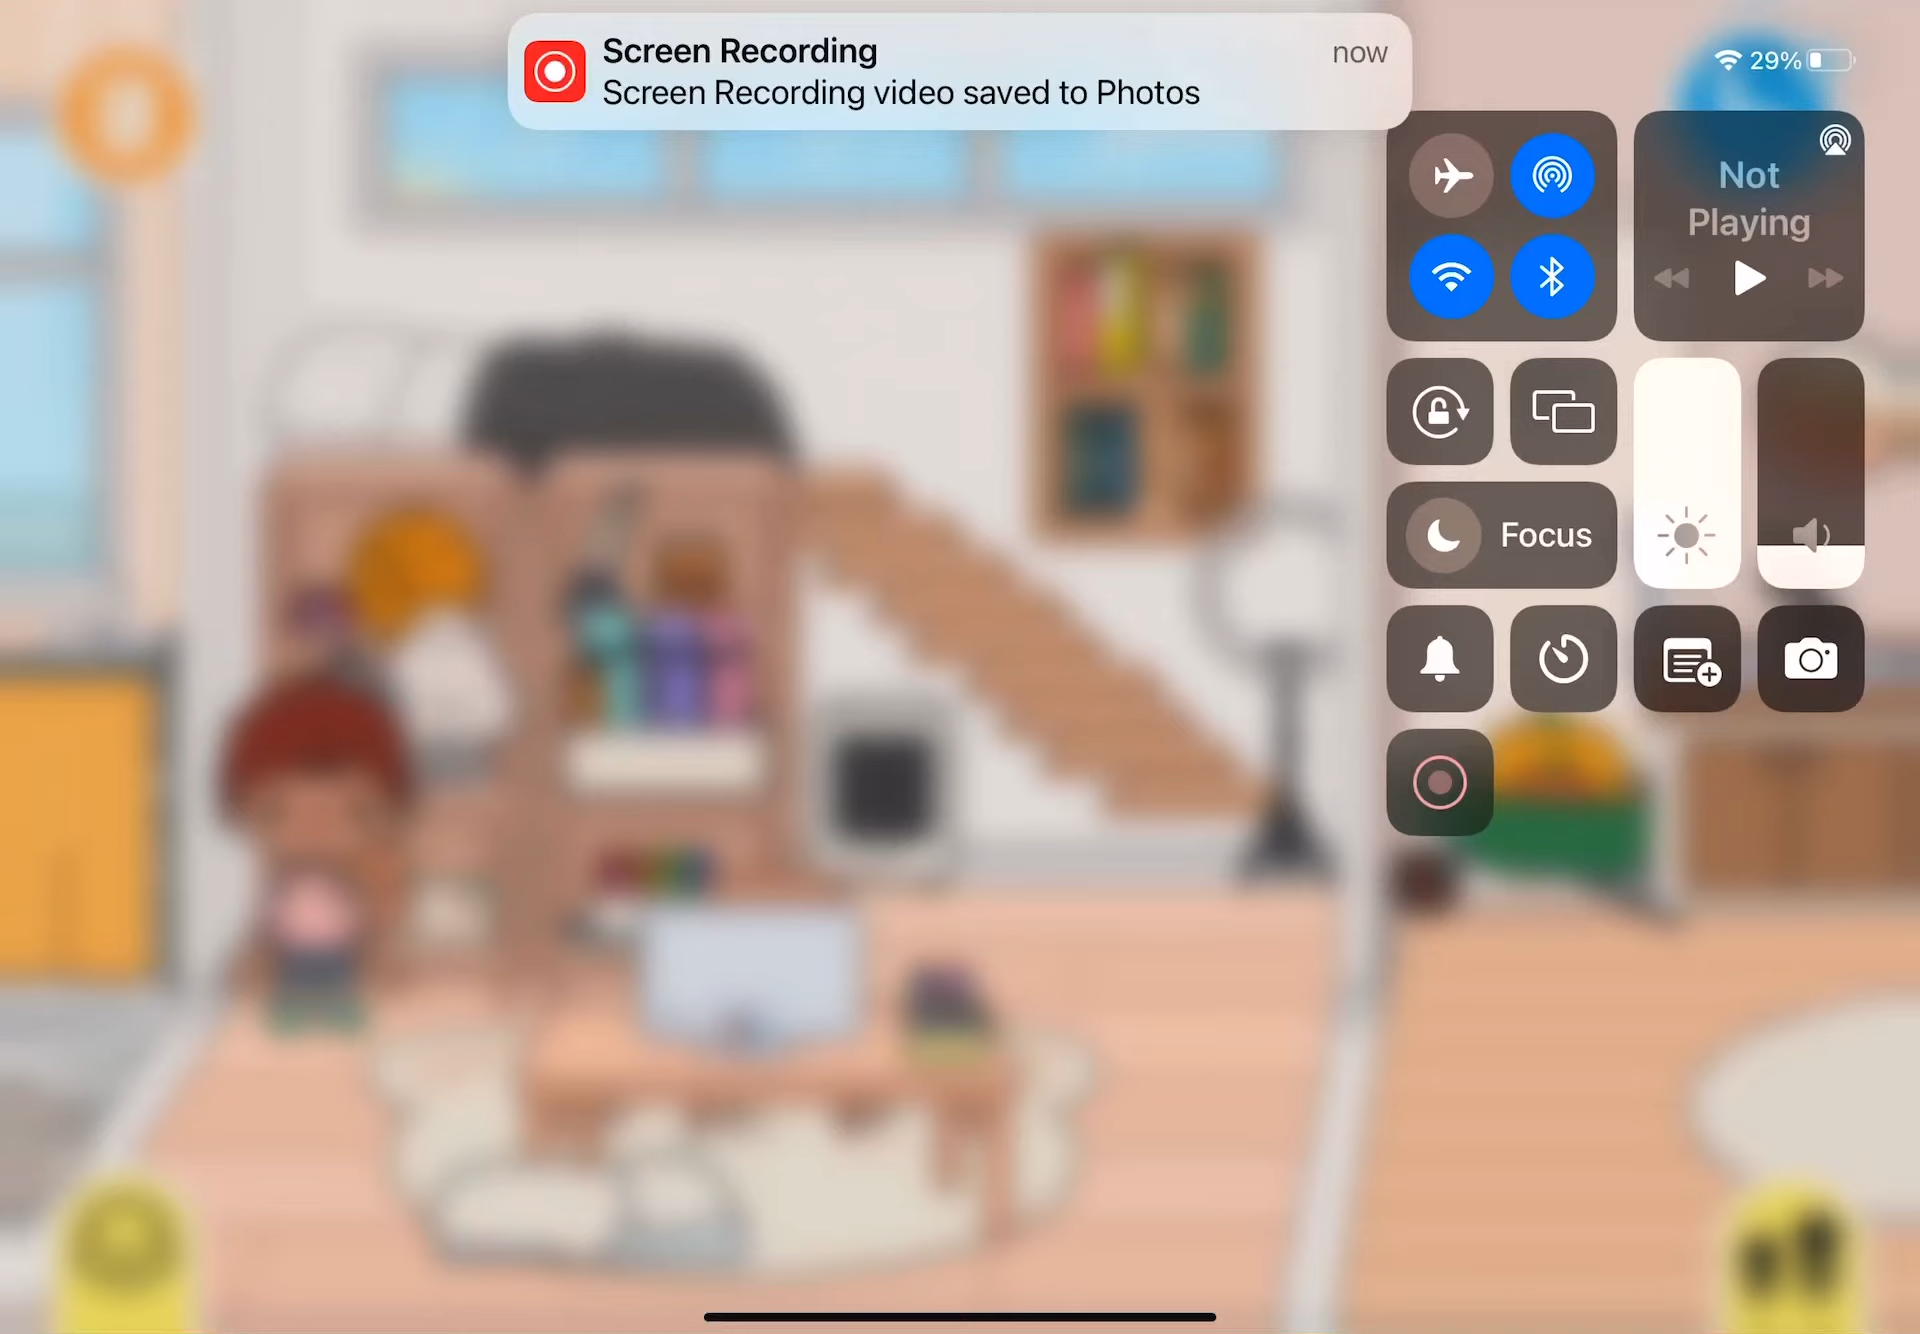 Screen Recording
now
Screen Recording video saved to Photos
29%
Not
Playing
Focus